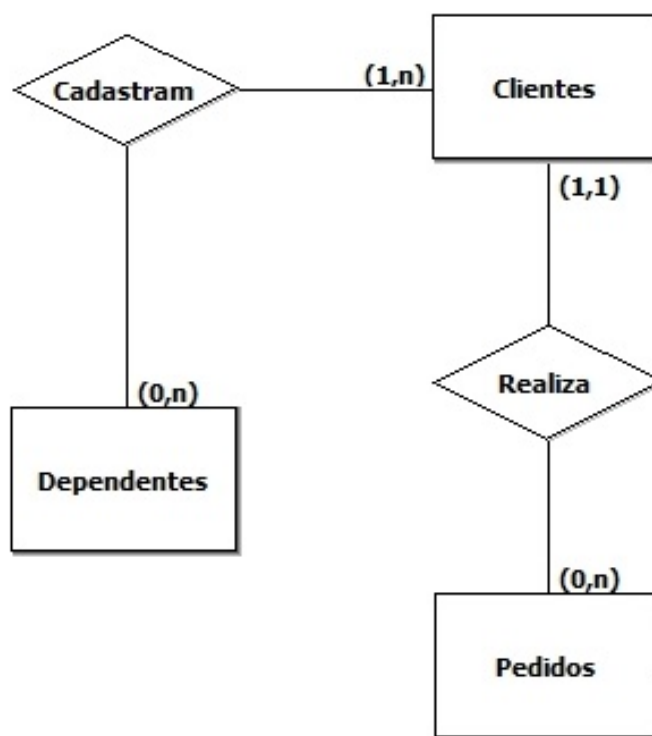 Cadastram
(1,n)
Clientes
(1,1)
Realiza
(0,n)
Dependentes
(0,n)
Pedidos